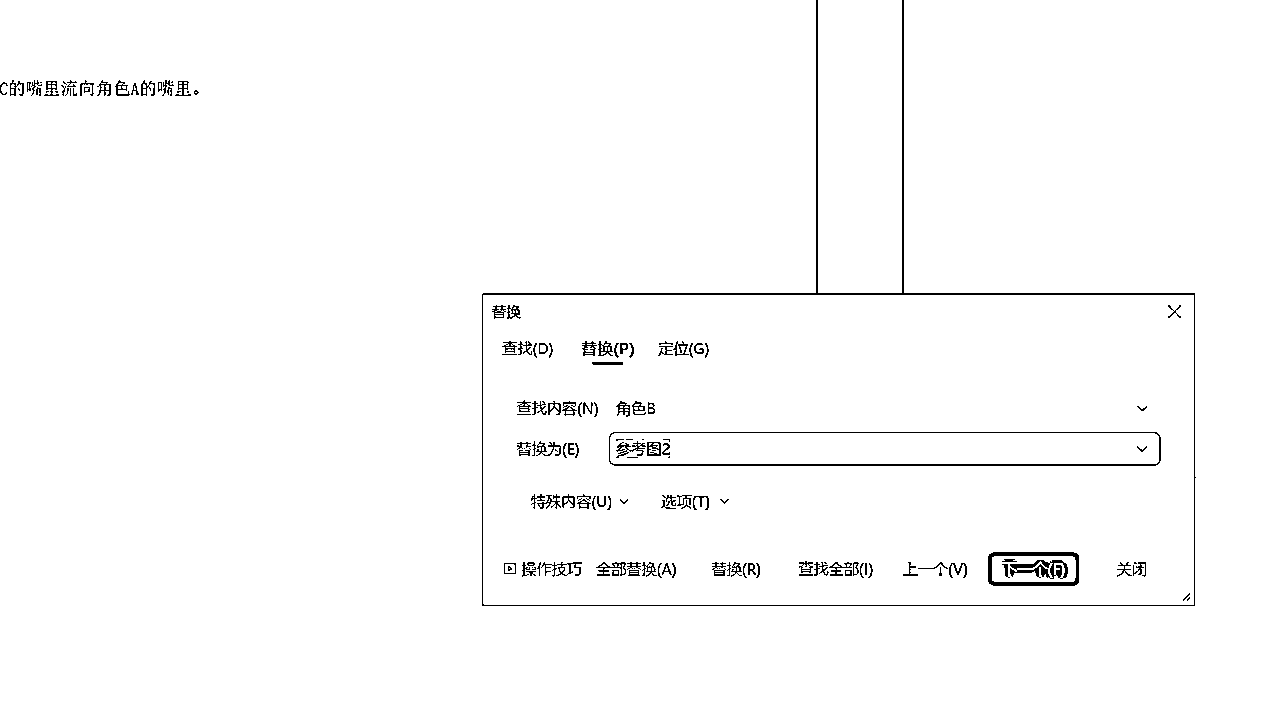 C的嘴里流向角色A的嘴里。
替换
查找(D) 替换(P) 定位(G)
查找内容(N) 角色B
替换为(E) 参考图2
特殊内容(U) 选项(T)
操作技巧 全部替换(A) 替换(R) 查找全部(I) 上一个(V) 下一个(F) 关闭